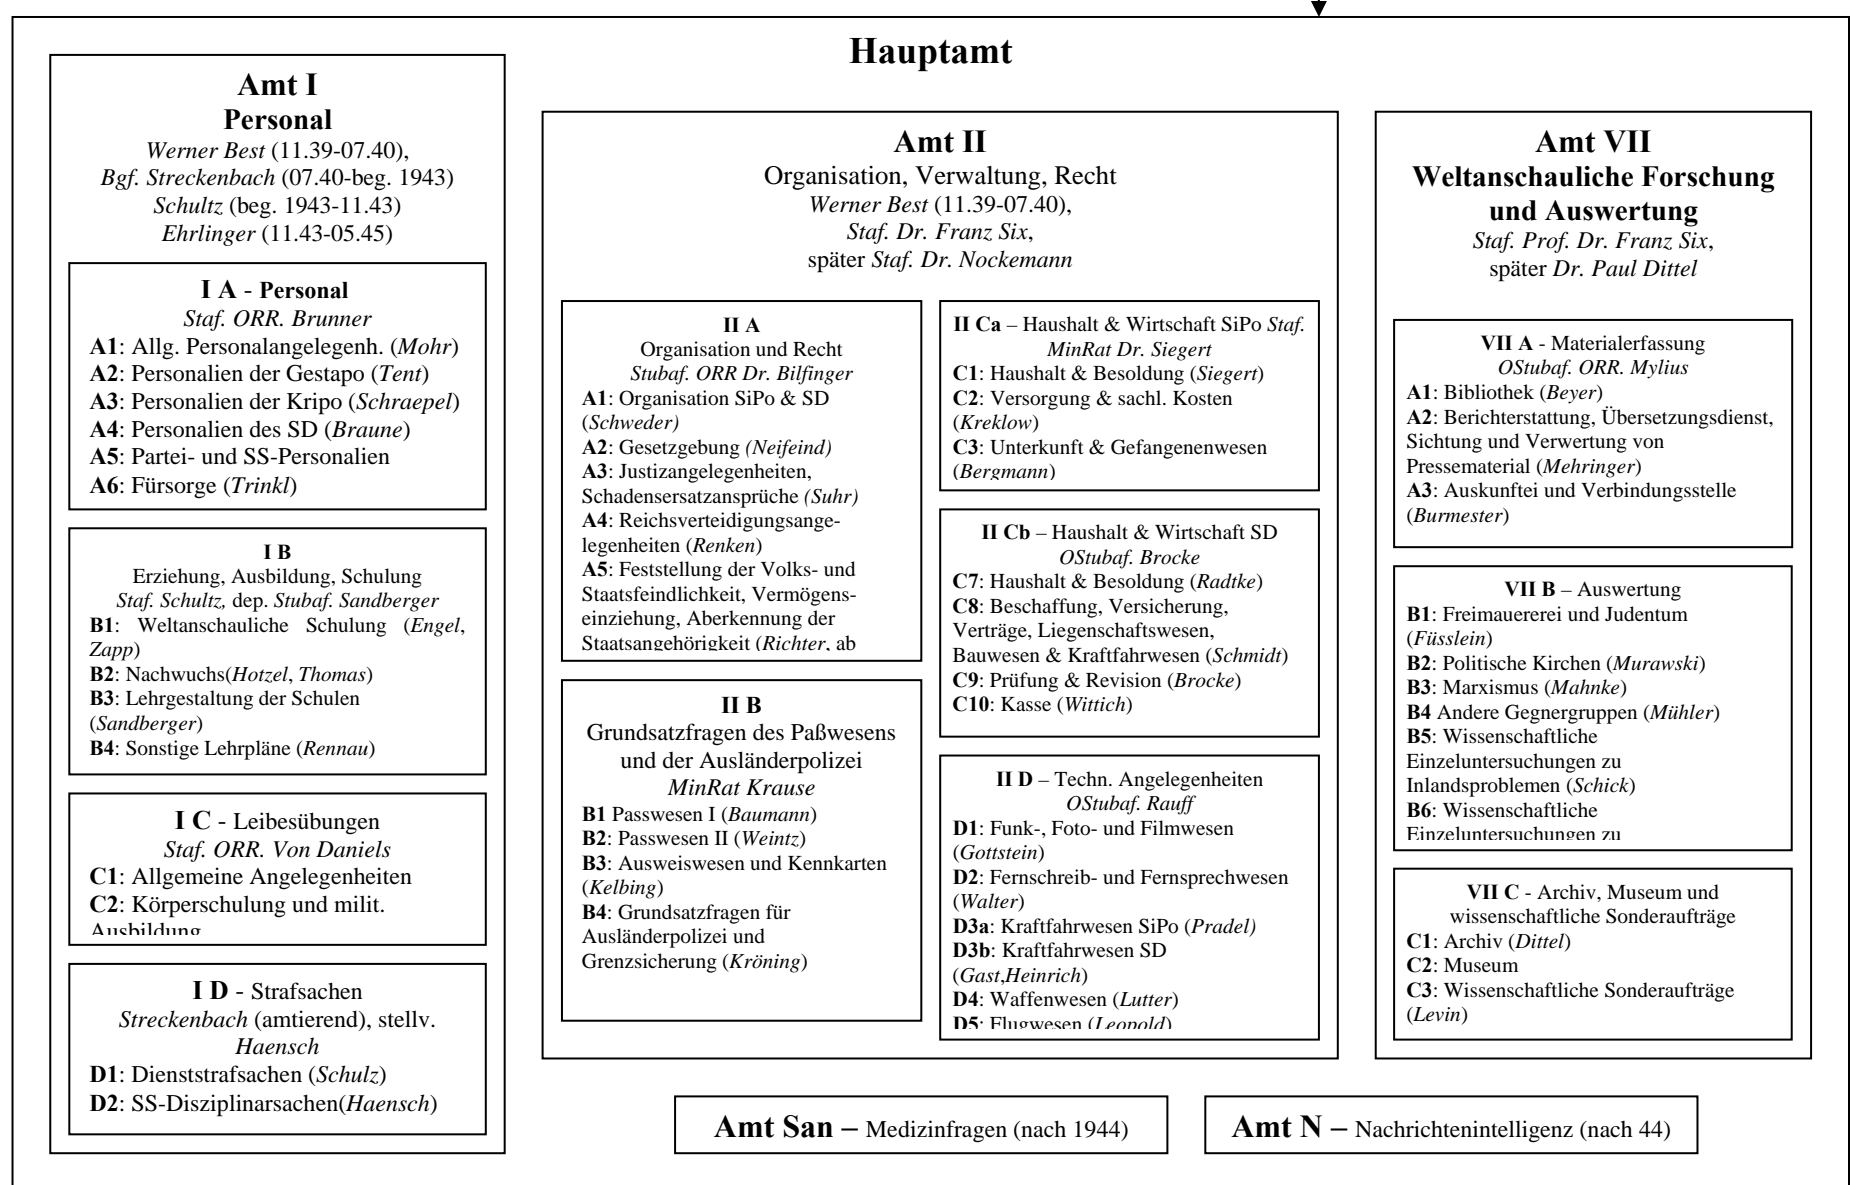 Hauptamt
Amt I
Personal
Werner Best (11.39-07.40),
Bgf. Streckenbach (07.40-beg. 1943)
Schultz (beg. 1943-11.43)
Ehrlinger (11.43-05.45)
I A - Personal
Staf. ORR. Brunner
A1: Allg. Personalangelegenh. (Mohr)
A2: Personalien der Gestapo (Tent)
A3: Personalien der Kripo (Schraepel)
A4: Personalien des SD (Braune)
A5: Partei- und SS-Personalien
A6: Fürsorge (Trinkl)
I B
Erziehung, Ausbildung, Schulung
Staf. Schultz, dep. Stubaf. Sandberger
B1: Weltanschauliche Schulung (Engel,
Zapp)
B2: Nachwuchs(Hotzel, Thomas)
B3: Lehrgestaltung der Schulen
(Sandberger)
B4: Sonstige Lehrpläne (Rennau)
I C - Leibesübungen
Staf. ORR. Von Daniels
C1: Allgemeine Angelegenheiten
C2: Körperschulung und milit.
Ausbildung
I D - Strafsachen
Streckenbach (amtierend), stellv.
Haensch
D1: Dienststrafsachen (Schulz)
D2: SS-Disziplinarsachen(Haensch)
Amt II
Organisation, Verwaltung, Recht
Werner Best (11.39-07.40),
Staf. Dr. Franz Six,
später Staf. Dr. Nockemann
II A
Organisation und Recht
Stubaf. ORR Dr. Bilfinger
A1: Organisation SiPo & SD
(Schweder)
A2: Gesetzgebung (Neifeind)
A3: Justizangelegenheiten,
Schadensersatzansprüche (Suhr)
A4: Reichsverteidigungsange-
legenheiten (Renken)
A5: Feststellung der Volks- und
Staatsfeindlichkeit, Vermögens-
einziehung, Aberkennung der
Staatsangehörigkeit (Richter, ab
II B
Grundsatzfragen des Paßwesens
und der Ausländerpolizei
MinRat Krause
B1 Passwesen I (Baumann)
B2: Passwesen II (Weintz)
B3: Ausweiswesen und Kennkarten
(Kelbing)
B4: Grundsatzfragen für
Ausländerpolizei und
Grenzsicherung (Kröning)
II Ca – Haushalt & Wirtschaft SiPo Staf.
MinRat Dr. Siegert
C1: Haushalt & Besoldung (Siegert)
C2: Versorgung & sachl. Kosten
(Kreklow)
C3: Unterkunft & Gefangenenwesen
(Bergmann)
II Cb – Haushalt & Wirtschaft SD
OStubaf. Brocke
C7: Haushalt & Besoldung (Radtke)
C8: Beschaffung, Versicherung,
Verträge, Liegenschaftswesen,
Bauwesen & Kraftfahrwesen (Schmidt)
C9: Prüfung & Revision (Brocke)
C10: Kasse (Wittich)
II D – Techn. Angelegenheiten
OStubaf. Rauff
D1: Funk-, Foto- und Filmwesen
(Gottstein)
D2: Fernschreib- und Fernsprechwesen
(Walter)
D3a: Kraftfahrwesen SiPo (Pradel)
D3b: Kraftfahrwesen SD
(Gast,Heinrich)
D4: Waffenwesen (Lutter)
D5: Flugwesen (Leopold)
Amt VII
Weltanschauliche Forschung
und Auswertung
Staf. Prof. Dr. Franz Six,
später Dr. Paul Dittel
VII A - Materialerfassung
OStubaf. ORR. Mylius
A1: Bibliothek (Beyer)
A2: Berichterstattung, Übersetzungsdienst,
Sichtung und Verwertung von
Pressematerial (Mehringer)
A3: Auskunftei und Verbindungsstelle
(Burmester)
VII B – Auswertung
B1: Freimauererei und Judentum
(Füsslein)
B2: Politische Kirchen (Murawski)
B3: Marxismus (Mahnke)
B4 Andere Gegnergruppen (Mühler)
B5: Wissenschaftliche
Einzeluntersuchungen zu
Inlandsproblemen (Schick)
B6: Wissenschaftliche
Einzeluntersuchungen zu
VII C - Archiv, Museum und
wissenschaftliche Sonderaufträge
C1: Archiv (Dittel)
C2: Museum
C3: Wissenschaftliche Sonderaufträge
(Levin)
Amt San – Medizinfragen (nach 1944)
Amt N – Nachrichtenintelligenz (nach 44)